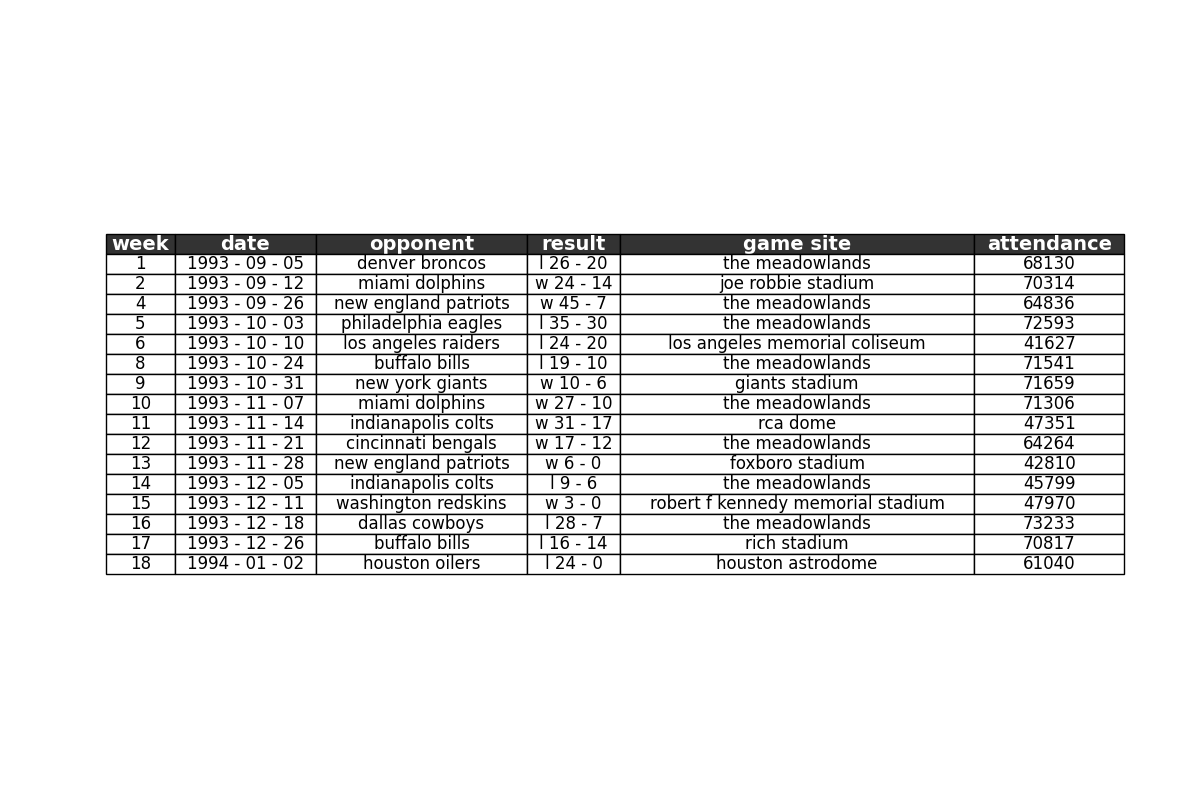 week date opponent result game site attendance
1 1993 - 09 - 05 denver broncos l 26 - 20 the meadowlands 68130
2 1993 - 09 - 12 miami dolphins w 24 - 14 joe robbie stadium 70314
4 1993 - 09 - 26 new england patriots w 45 - 7 the meadowlands 64836
5 1993 - 10 - 03 philadelphia eagles l 35 - 30 the meadowlands 72593
6 1993 - 10 - 10 los angeles raiders l 24 - 20 los angeles memorial coliseum 41627
8 1993 - 10 - 24 buffalo bills l 19 - 10 the meadowlands 71541
9 1993 - 10 - 31 new york giants w 10 - 6 giants stadium 71659
10 1993 - 11 - 07 miami dolphins w 27 - 10 the meadowlands 71306
11 1993 - 11 - 14 indianapolis colts w 31 - 17 rca dome 47351
12 1993 - 11 - 21 cincinnati bengals w 17 - 12 the meadowlands 64264
13 1993 - 11 - 28 new england patriots w 6 - 0 foxboro stadium 42810
14 1993 - 12 - 05 indianapolis colts l 9 - 6 the meadowlands 45799
15 1993 - 12 - 11 washington redskins w 3 - 0 robert f kennedy memorial stadium 47970
16 1993 - 12 - 18 dallas cowboys l 28 - 7 the meadowlands 73233
17 1993 - 12 - 26 buffalo bills l 16 - 14 rich stadium 70817
18 1994 - 01 - 02 houston oilers l 24 - 0 houston astrodome 61040